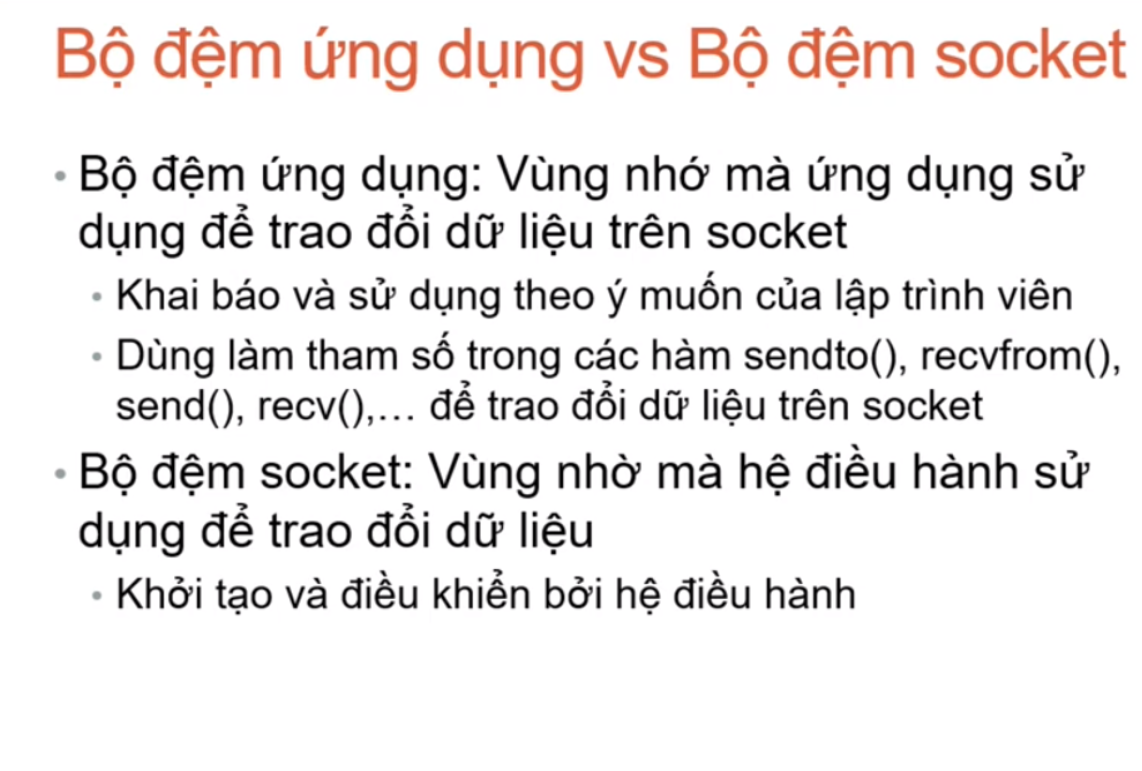 Bộ đệm ứng dụng vs Bộ đệm socket
• Bộ đệm ứng dụng: Vùng nhớ mà ứng dụng sử
dụng để trao đổi dữ liệu trên socket
• Khai báo và sử dụng theo ý muốn của lập trình viên
• Dùng làm tham số trong các hàm sendto(), recvfrom(),
send(), recv(),... để trao đổi dữ liệu trên socket
• Bộ đệm socket: Vùng nhờ mà hệ điều hành sử
dụng để trao đổi dữ liệu
• Khởi tạo và điều khiển bởi hệ điều hành